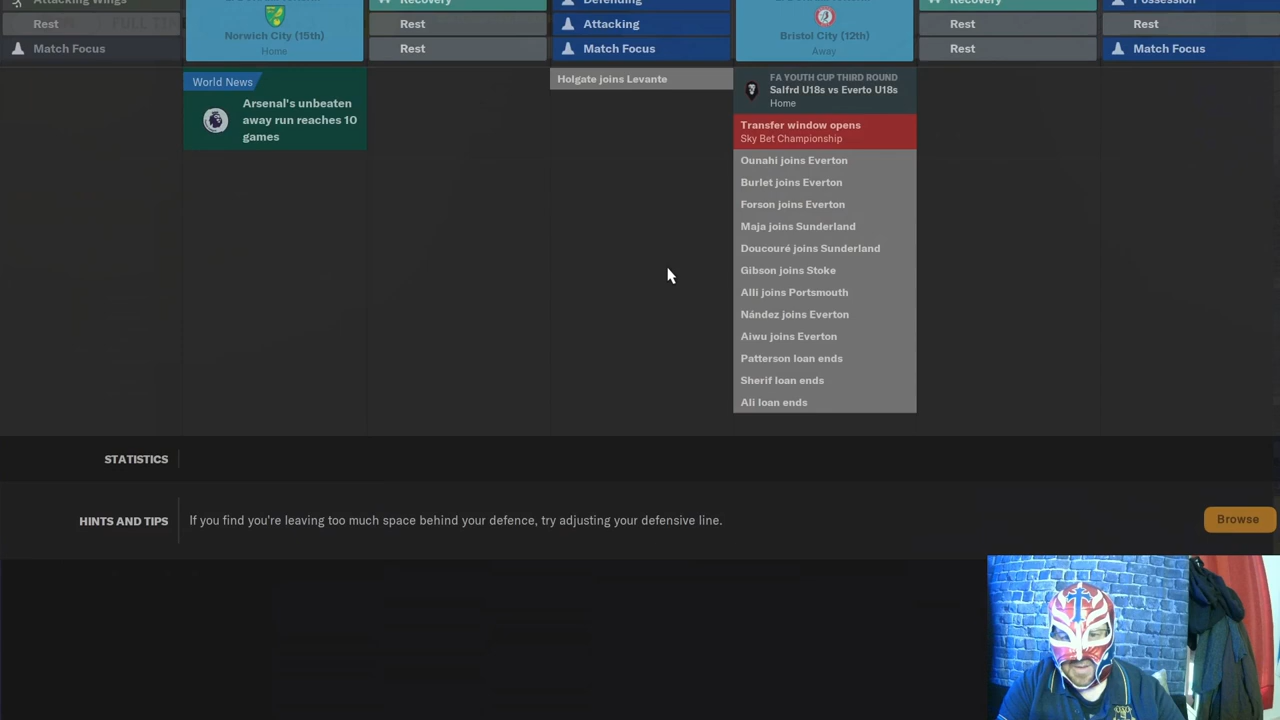 Recovery
Rest
Attacking
Rest
Rest
Norwich City (15th)
Bristol City (12th)
Match Focus
Home
Rest
Match Focus
Away
Rest
Match Focus
World News
Arsenal's unbeaten
away run reaches 10
games
Holgate joins Levante
FA YOUTH CUP THIRD ROUND
Salfrd U18s vs Everto U18s
Home
Transfer window opens
Sky Bet Championship
Ounahi joins Everton
Burlet joins Everton
Forson joins Everton
Maja joins Sunderland
Doucouré joins Sunderland
Gibson joins Stoke
Alli joins Portsmouth
Nández joins Everton
Aiwu joins Everton
Patterson loan ends
Sherif loan ends
Ali loan ends
STATISTICS
HINTS AND TIPS
If you find you're leaving too much space behind your defence, try adjusting your defensive line.
Browse